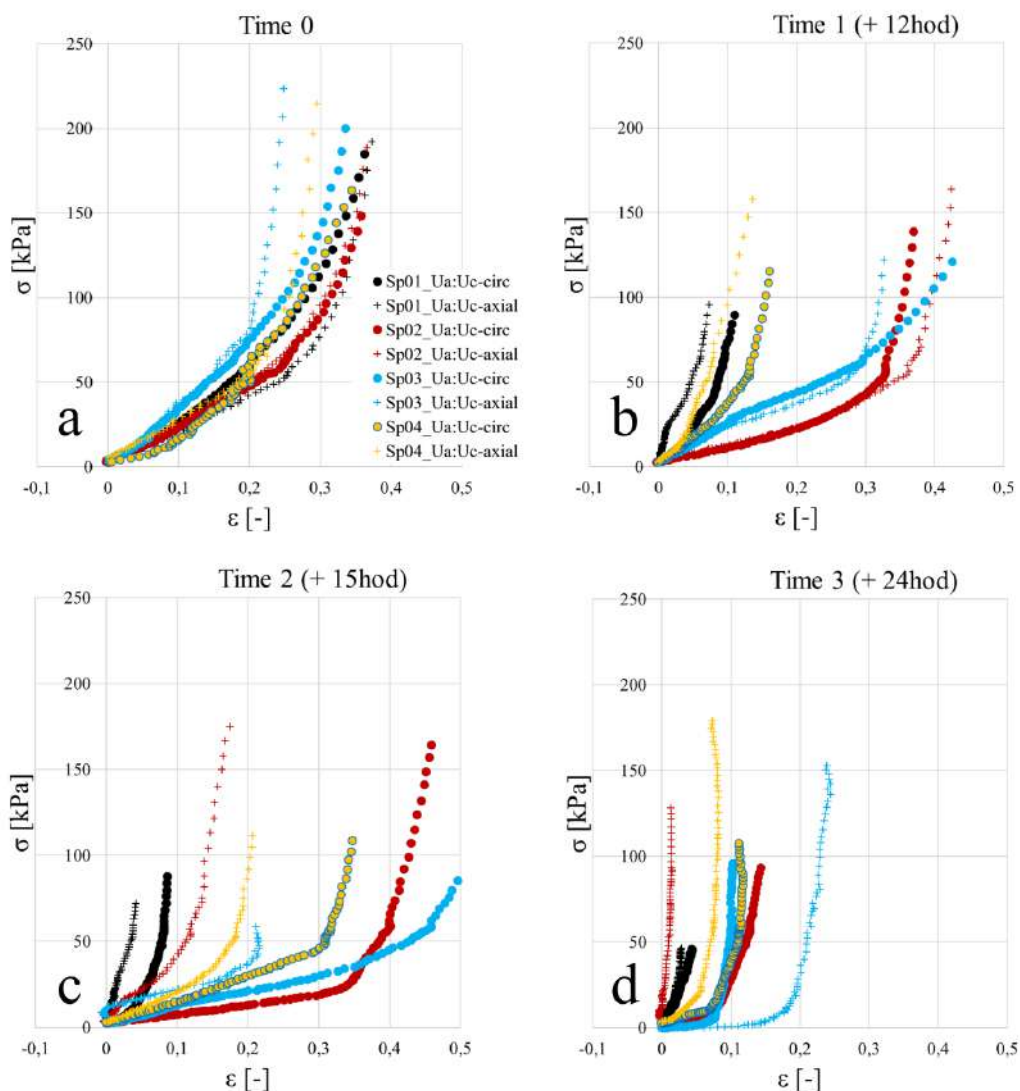 Time 0
250
200
150
100
50
0
σ [kPa]
-0,1 0 0,1 0,2 0,3 0,4 0,5
ε [-]
a
Sp01_Ua:Uc-circ
Sp01_Ua:Uc-axial
Sp02_Ua:Uc-circ
Sp02_Ua:Uc-axial
Sp03_Ua:Uc-circ
Sp03_Ua:Uc-axial
Sp04_Ua:Uc-circ
Sp04_Ua:Uc-axial
Time 1 (+ 12hod)
250
200
150
100
50
0
σ [kPa]
-0,1 0 0,1 0,2 0,3 0,4 0,5
ε [-]
b
Time 2 (+ 15hod)
250
200
150
100
50
0
σ [kPa]
-0,1 0 0,1 0,2 0,3 0,4 0,5
ε [-]
c
Time 3 (+ 24hod)
250
200
150
100
50
0
σ [kPa]
-0,1 0 0,1 0,2 0,3 0,4 0,5
ε [-]
d